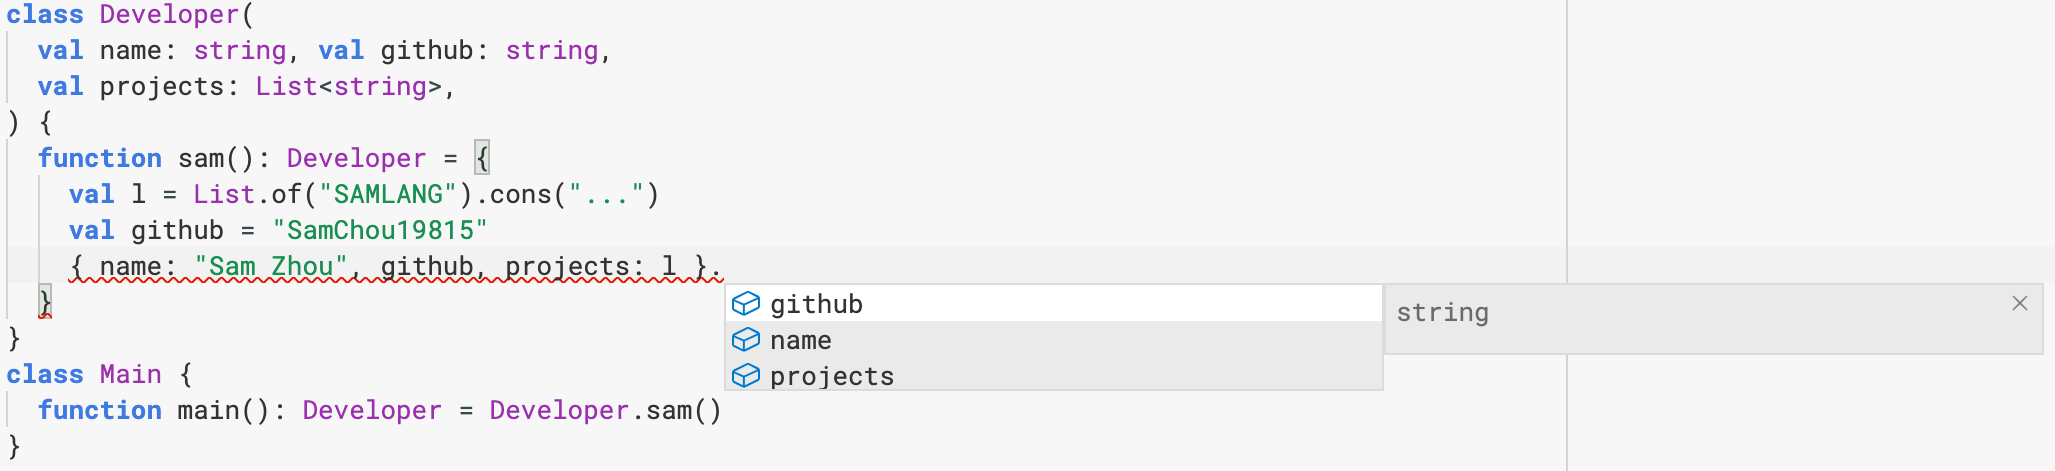 class Developer(
  val name: string, val github: string,
  val projects: List<string>,
) {
  function sam(): Developer = {
    val l = List.of("SAMLANG").cons("...")
    val github = "SamChou19815"
    { name: "Sam Zhou", github, projects: l }.
  }
github
string
name
projects
}
class Main {
  function main(): Developer = Developer.sam()
}